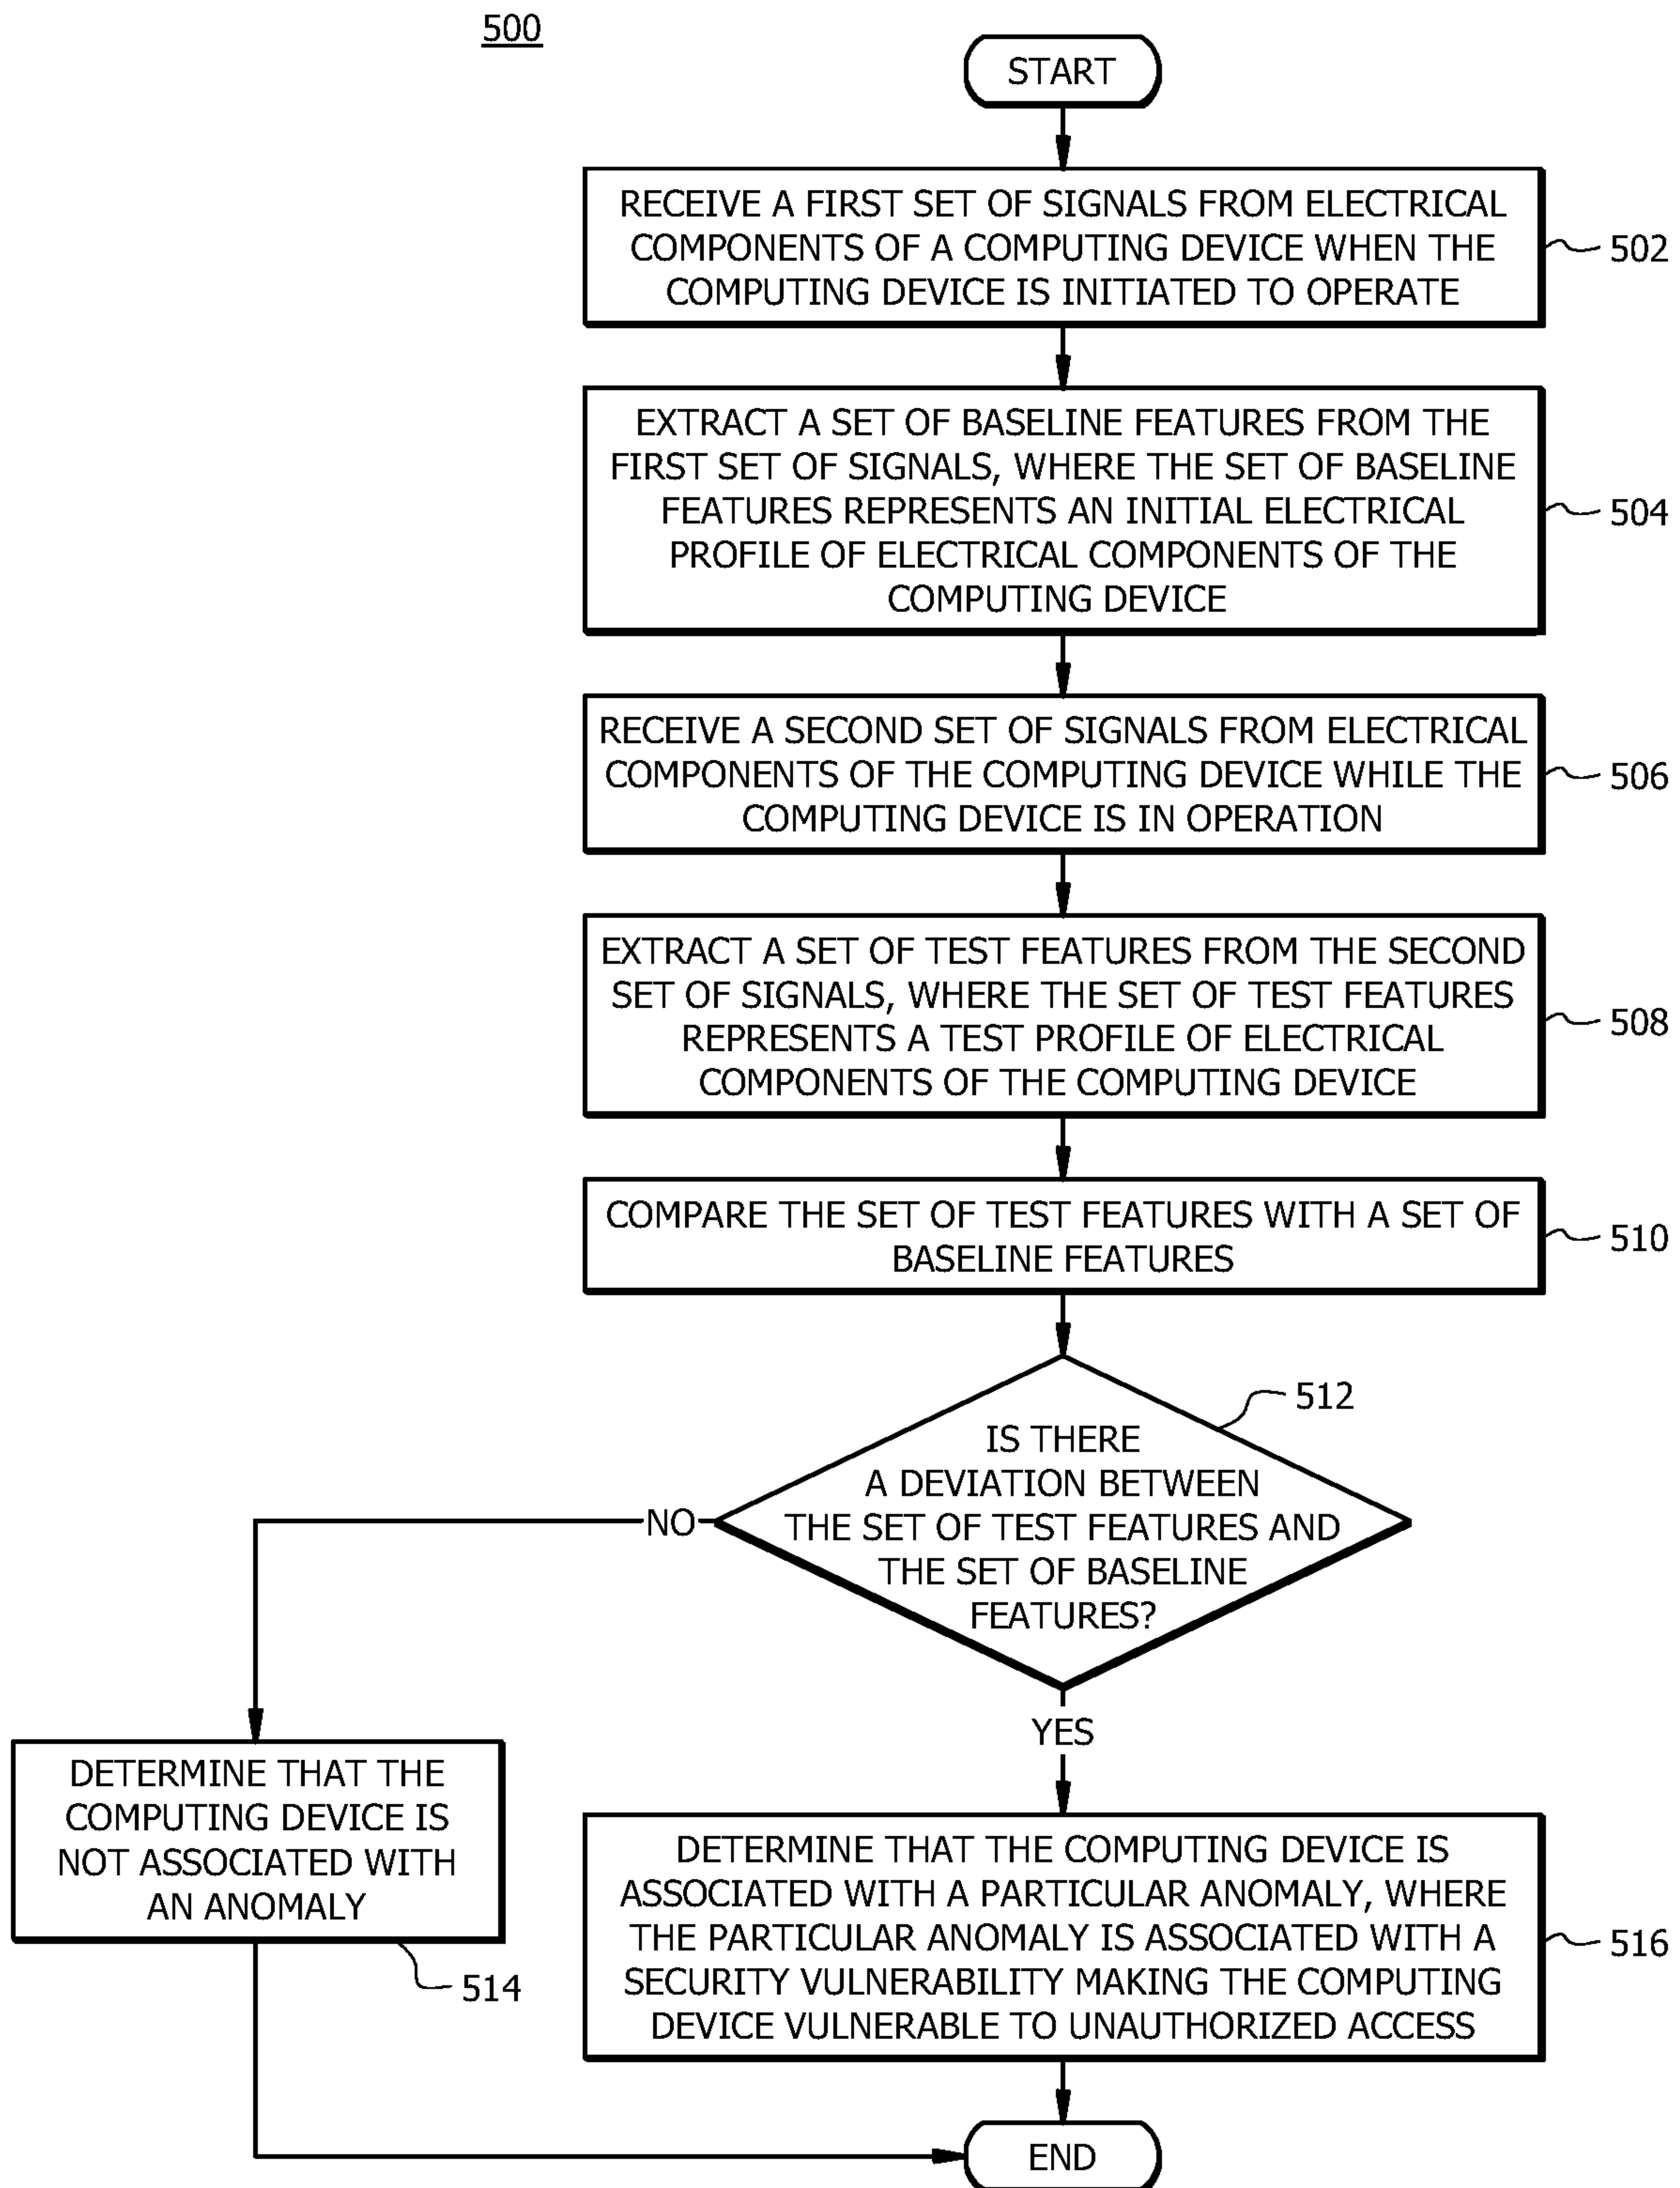 500
START
RECEIVE A FIRST SET OF SIGNALS FROM ELECTRICAL
COMPONENTS OF A COMPUTING DEVICE WHEN THE
COMPUTING DEVICE IS INITIATED TO OPERATE
502
EXTRACT A SET OF BASELINE FEATURES FROM THE
FIRST SET OF SIGNALS, WHERE THE SET OF BASELINE
FEATURES REPRESENTS AN INITIAL ELECTRICAL
PROFILE OF ELECTRICAL COMPONENTS OF THE
COMPUTING DEVICE
504
RECEIVE A SECOND SET OF SIGNALS FROM ELECTRICAL
COMPONENTS OF THE COMPUTING DEVICE WHILE THE
COMPUTING DEVICE IS IN OPERATION
506
EXTRACT A SET OF TEST FEATURES FROM THE SECOND
SET OF SIGNALS, WHERE THE SET OF TEST FEATURES
REPRESENTS A TEST PROFILE OF ELECTRICAL
COMPONENTS OF THE COMPUTING DEVICE
508
COMPARE THE SET OF TEST FEATURES WITH A SET OF
BASELINE FEATURES
510
IS THERE
A DEVIATION BETWEEN
THE SET OF TEST FEATURES AND
THE SET OF BASELINE
FEATURES?
512
NO
YES
DETERMINE THAT THE
COMPUTING DEVICE IS
NOT ASSOCIATED WITH
AN ANOMALY
514
DETERMINE THAT THE COMPUTING DEVICE IS
ASSOCIATED WITH A PARTICULAR ANOMALY, WHERE
THE PARTICULAR ANOMALY IS ASSOCIATED WITH A
SECURITY VULNERABILITY MAKING THE COMPUTING
DEVICE VULNERABLE TO UNAUTHORIZED ACCESS
516
END